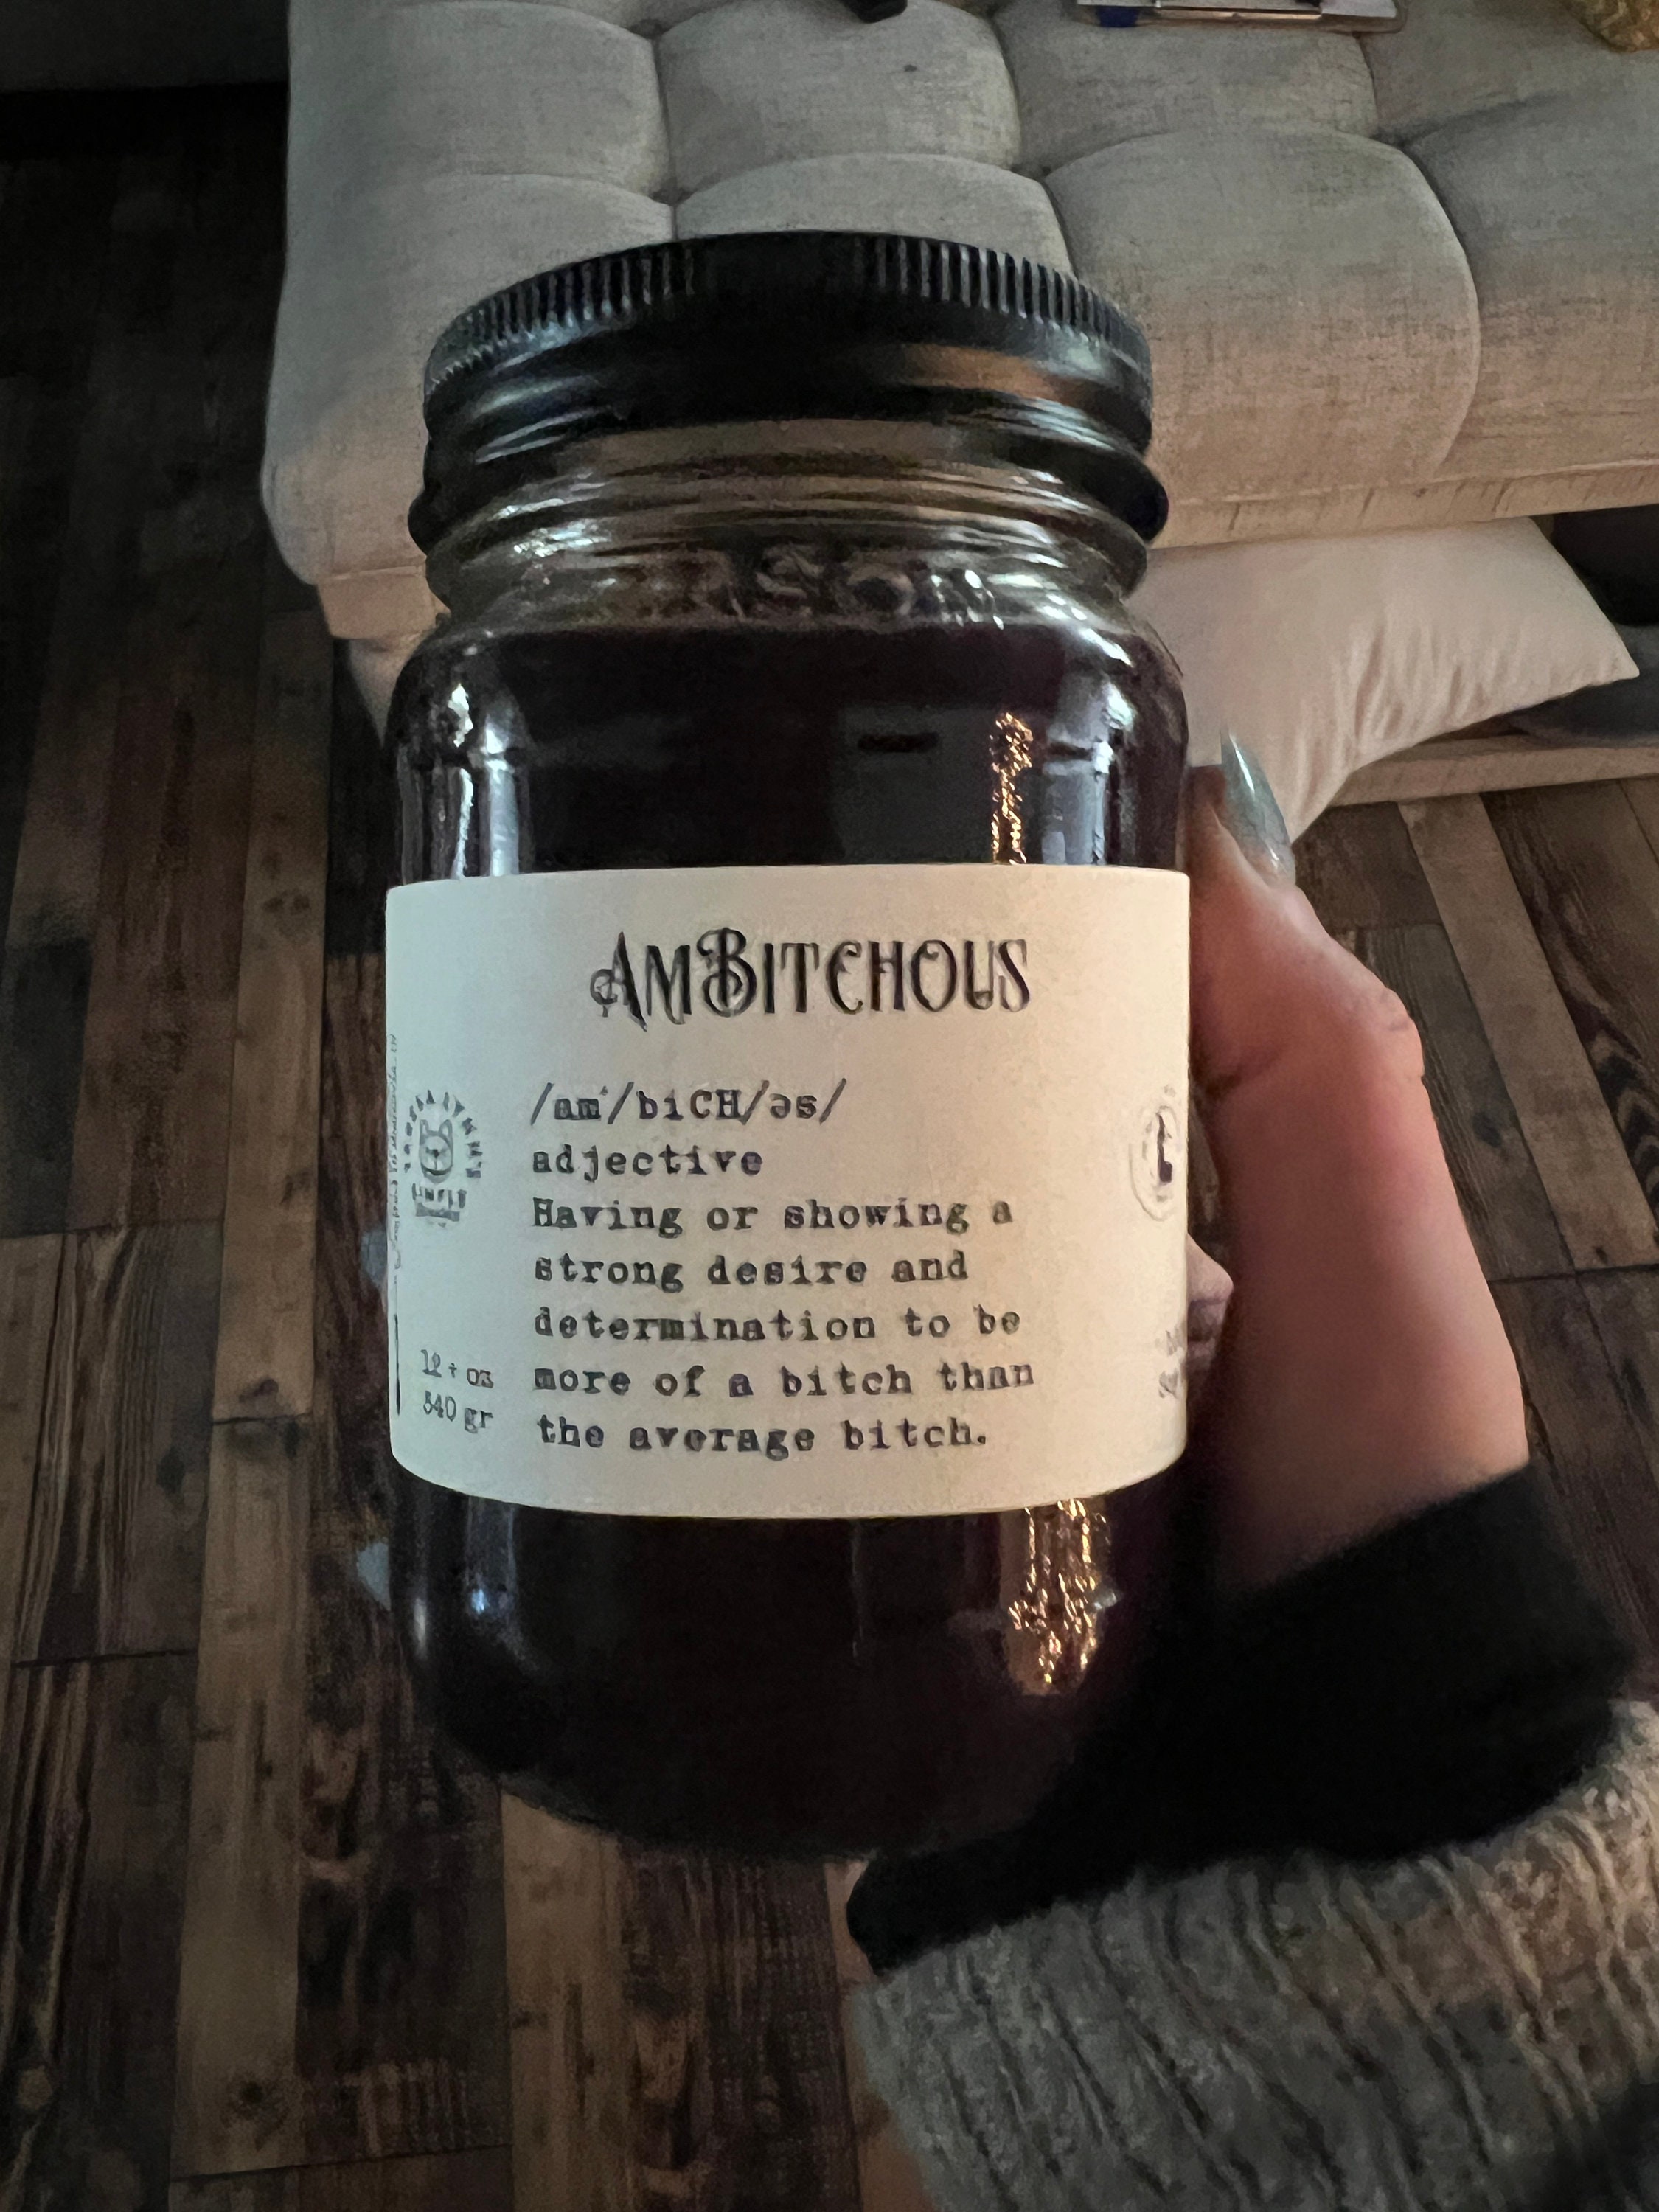 AMBITCHOUS
/am′/biCH/əs/
adjective
Having or showing a
strong desire and
determination to be
more of a bitch than
the average bitch.
12+ oz
340 gr